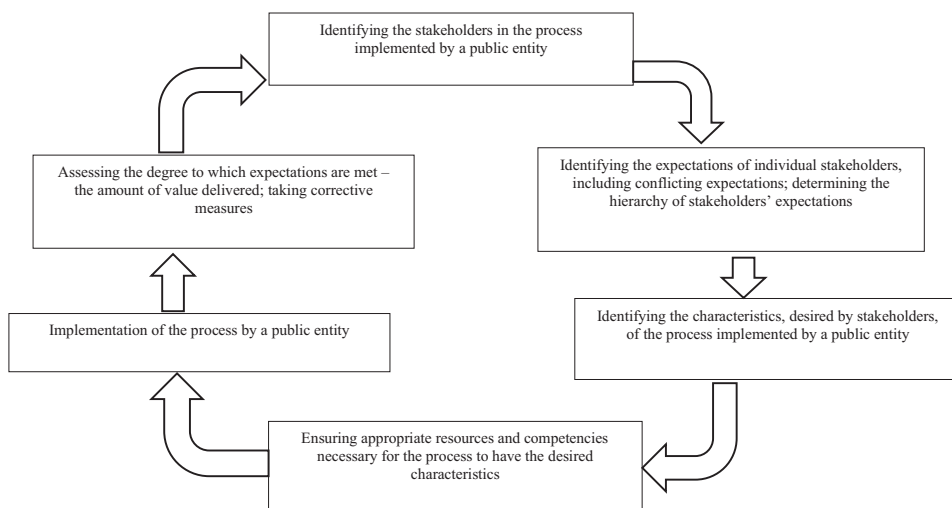 Identifying the stakeholders in the process
implemented by a public entity
Identifying the expectations of individual stakeholders,
including conflicting expectations; determining the
hierarchy of stakeholders’ expectations
Identifying the characteristics, desired by stakeholders,
of the process implemented by a public entity
Ensuring appropriate resources and competencies
necessary for the process to have the desired
characteristics
Implementation of the process by a public entity
Assessing the degree to which expectations are met –
the amount of value delivered; taking corrective
measures